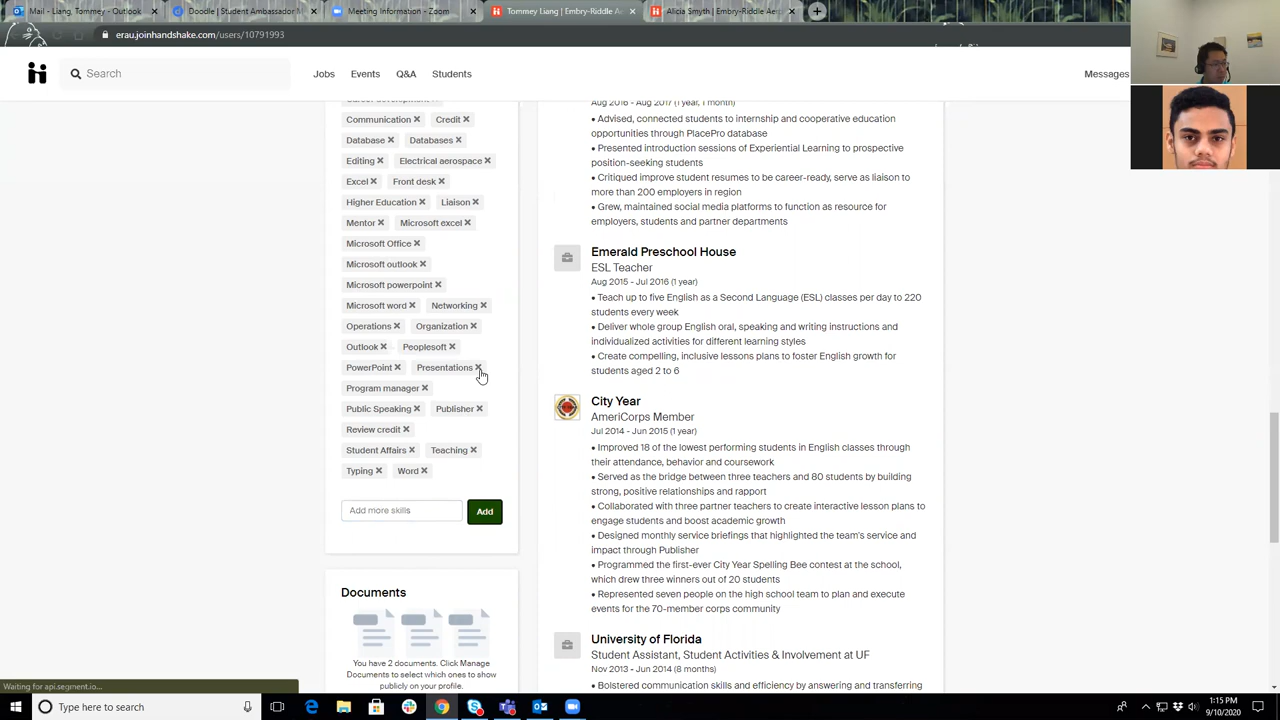 Mail - Liang, Tommey - Outlook
Doodle | Student Ambassador M
Meeting Information - Zoom
Tommey Liang | Embry-Riddle Ae
Alicia Smyth | Embry-Riddle Aer
erau.joinhandshake.com/users/10791993
Search
Jobs Events Q&A Students
Messages
Communication Credit
Database Databases
Editing Electrical aerospace
Excel Front desk
Higher Education Liaison
Mentor Microsoft excel
Microsoft Office
Microsoft outlook
Microsoft powerpoint
Microsoft word Networking
Operations Organization
Outlook Peoplesoft
PowerPoint Presentations
Program manager
Public Speaking Publisher
Review credit
Student Affairs Teaching
Typing Word
Add more skills
Add
Documents
You have 2 documents. Click Manage
Documents to select which ones to show
publicly on your profile.
Aug 2016 - Aug 2017 (1 year, 1 month)
• Advised, connected students to internship and cooperative education
opportunities through PlacePro database
• Presented introduction sessions of Experiential Learning to prospective
position-seeking students
• Critiqued improve student resumes to be career-ready, serve as liaison to
more than 200 employers in region
• Grew, maintained social media platforms to function as resource for
employers, students and partner departments
Emerald Preschool House
ESL Teacher
Aug 2015 - Jul 2016 (1 year)
• Teach up to five English as a Second Language (ESL) classes per day to 220
students every week
• Deliver whole group English oral, speaking and writing instructions and
individualized activities for different learning styles
• Create compelling, inclusive lessons plans to foster English growth for
students aged 2 to 6
City Year
AmeriCorps Member
Jul 2014 - Jun 2015 (1 year)
• Improved 18 of the lowest performing students in English classes through
their attendance, behavior and coursework
• Served as the bridge between three teachers and 80 students by building
strong, positive relationships and rapport
• Collaborated with three partner teachers to create interactive lesson plans to
engage students and boost academic growth
• Designed monthly service briefings that highlighted the team's service and
impact through Publisher
• Programmed the first-ever City Year Spelling Bee contest at the school,
which drew three winners out of 20 students
• Represented seven people on the high school team to plan and execute
events for the 70-member corps community
University of Florida
Student Assistant, Student Activities & Involvement at UF
Nov 2013 - Jun 2014 (8 months)
• Bolstered communication skills and efficiency by answering and transferring
Waiting for api.segment.io...
Type here to search
1:15 PM
9/10/2020